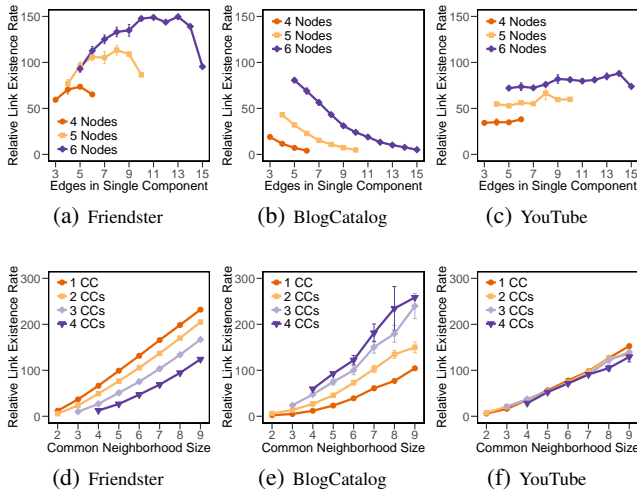 Relative Link Existence Rate
150
100
50
0
4 Nodes
5 Nodes
6 Nodes
3 5 7 9 11 13 15
Edges in Single Component
(a) Friendster
Relative Link Existence Rate
150
100
50
0
4 Nodes
5 Nodes
6 Nodes
3 5 7 9 11 13 15
Edges in Single Component
(b) BlogCatalog
Relative Link Existence Rate
150
100
50
0
4 Nodes
5 Nodes
6 Nodes
3 5 7 9 11 13 15
Edges in Single Component
(c) YouTube
Relative Link Existence Rate
300
200
100
0
1 CC
2 CCs
3 CCs
4 CCs
2 3 4 5 6 7 8 9
Common Neighborhood Size
(d) Friendster
Relative Link Existence Rate
300
200
100
0
1 CC
2 CCs
3 CCs
4 CCs
2 3 4 5 6 7 8 9
Common Neighborhood Size
(e) BlogCatalog
Relative Link Existence Rate
300
200
100
0
1 CC
2 CCs
3 CCs
4 CCs
2 3 4 5 6 7 8 9
Common Neighborhood Size
(f) YouTube